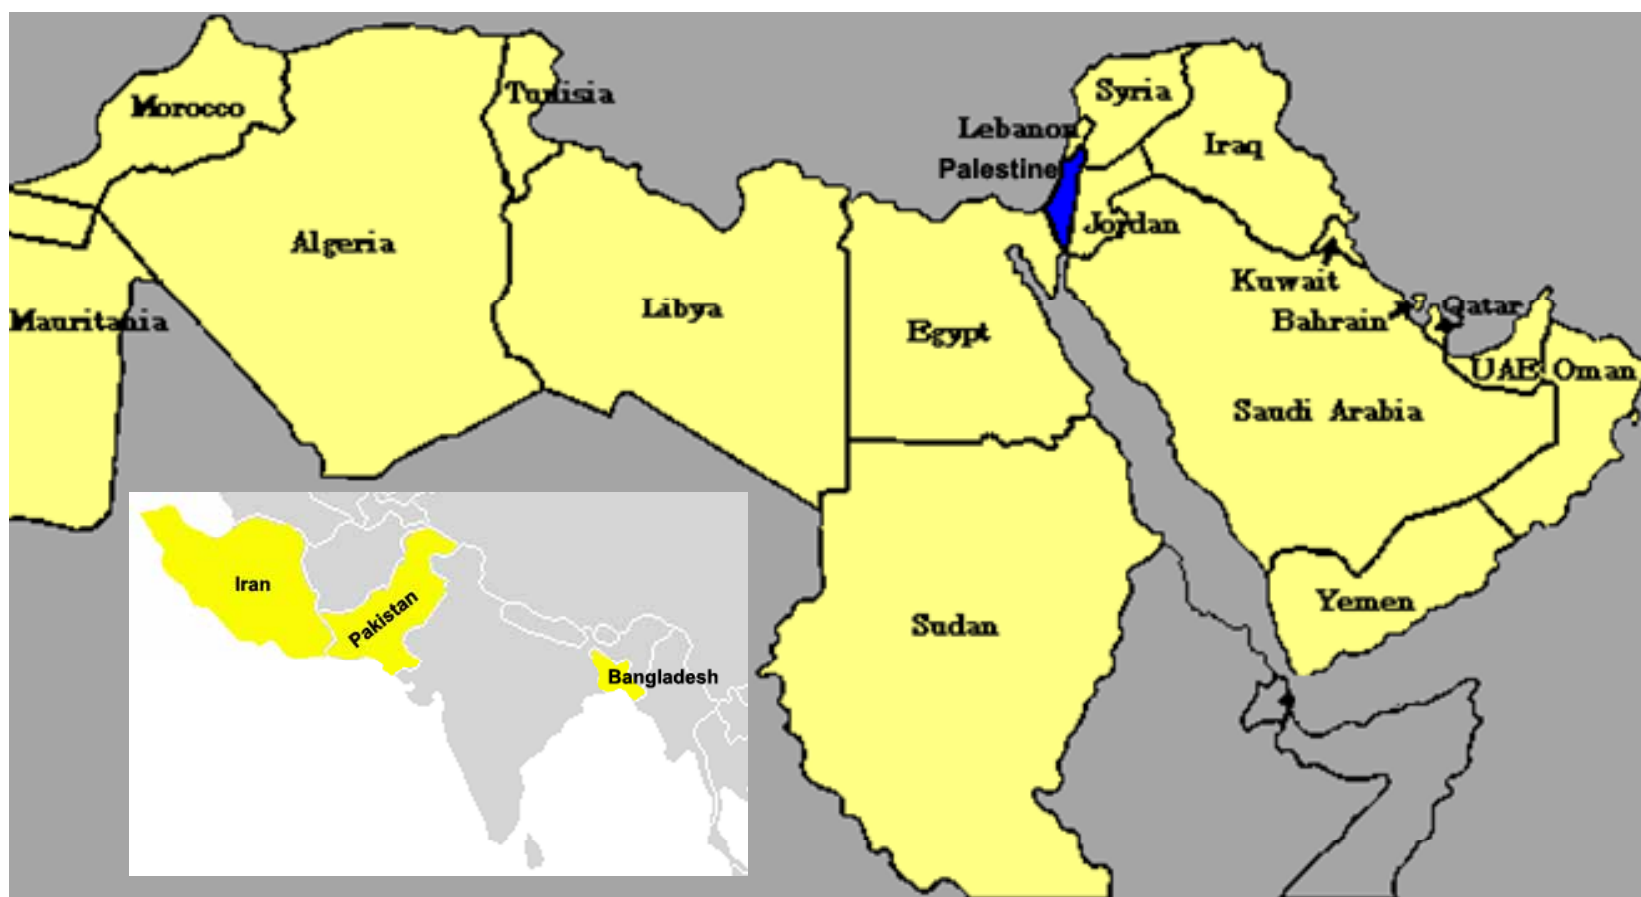 Morocco
Tunisia
Syria
Lebanon
Iraq
Palestine
Jordan
Algeria
Kuwait
Libya
Qatar
Mauritania
Bahrain
Egypt
UAE
Oman
Saudi Arabia
Iran
Pakistan
Yemen
Sudan
Bangladesh